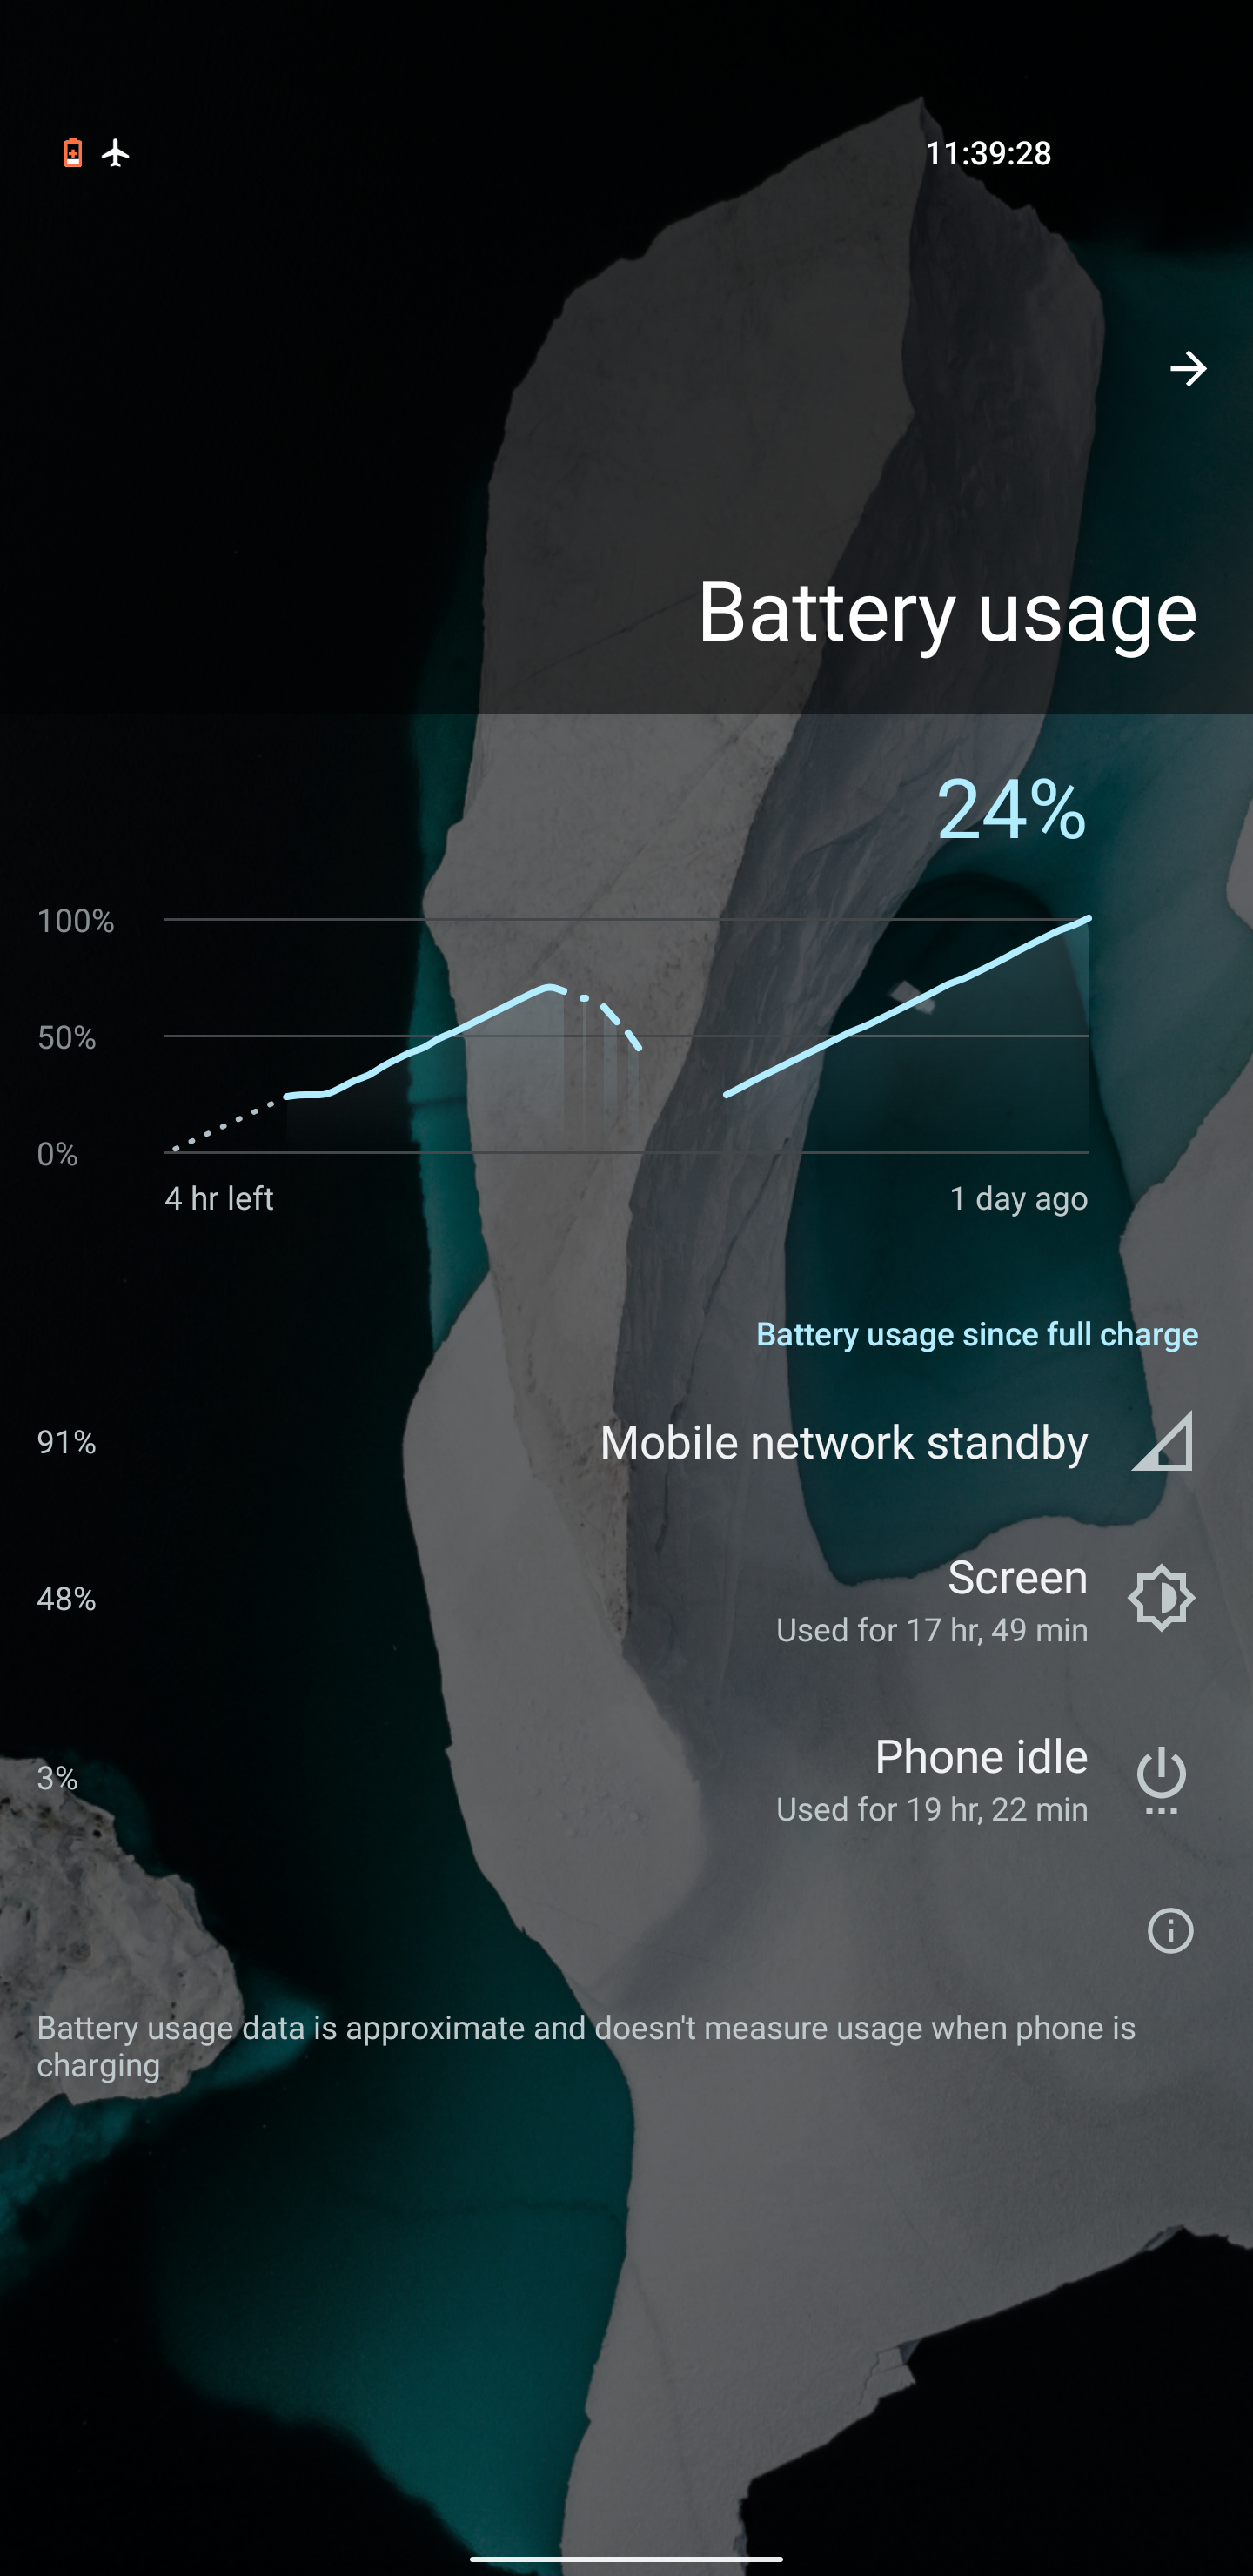 11:39:28
Battery usage
24%
100%
50%
0%
4 hr left
1 day ago
Battery usage since full charge
91%
Mobile network standby
48%
Screen
Used for 17 hr, 49 min
3%
Phone idle
Used for 19 hr, 22 min
Battery usage data is approximate and doesn't measure usage when phone is
charging